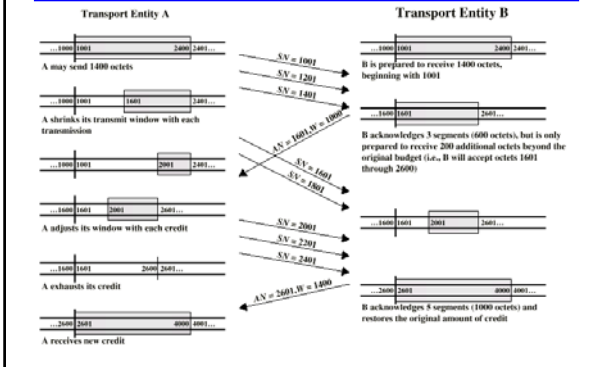 Transport Entity A
Transport Entity B
...1000 1001 2400 2401...
A may send 1400 octets
SN = 1001
SN = 1201
SN = 1401
...1000 1001 2400 2401...
B is prepared to receive 1400 octets,
beginning with 1001
...1000 1001 1601 2401...
A shrinks its transmit window with each
transmission
AN = 1601, W = 1000
...1600 1601 2601...
B acknowledges 3 segments (600 octets), but is only
prepared to receive 200 additional octets beyond the
original budget (i.e., B will accept octets 1601
through 2600)
...1000 1001 2001 2401...
SN = 1601
SN = 1801
...1600 1601 2001 2601...
A adjusts its window with each credit
SN = 2001
SN = 2201
SN = 2401
...1600 1601 2001 2601...
...1600 1601 2600 2601...
A exhausts its credit
AN = 2601, W = 1400
...2600 2601 4000 4001...
B acknowledges 5 segments (1000 octets) and
restores the original amount of credit
...2600 2601 4000 4001...
A receives new credit